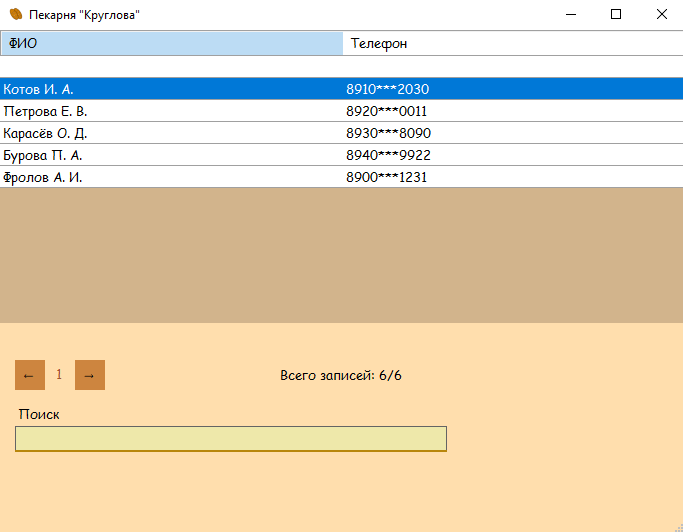 Пекарня "Круглова"
ФИО Телефон
Котов И. А. 8910***2030
Петрова Е. В. 8920***0011
Карасёв О. Д. 8930***8090
Бурова П. А. 8940***9922
Фролов А. И. 8900***1231
← 1 → Всего записей: 6/6
Поиск